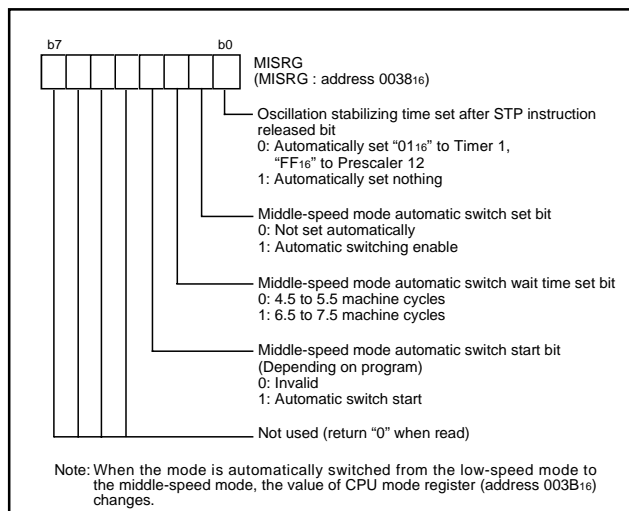 b7 b0
MISRG
(MISRG : address 003816)
Oscillation stabilizing time set after STP instruction
released bit
0: Automatically set “0116” to Timer 1,
“FF16” to Prescaler 12
1: Automatically set nothing
Middle-speed mode automatic switch set bit
0: Not set automatically
1: Automatic switching enable
Middle-speed mode automatic switch wait time set bit
0: 4.5 to 5.5 machine cycles
1: 6.5 to 7.5 machine cycles
Middle-speed mode automatic switch start bit
(Depending on program)
0: Invalid
1: Automatic switch start
Not used (return “0” when read)
Note: When the mode is automatically switched from the low-speed mode to
the middle-speed mode, the value of CPU mode register (address 003B16)
changes.